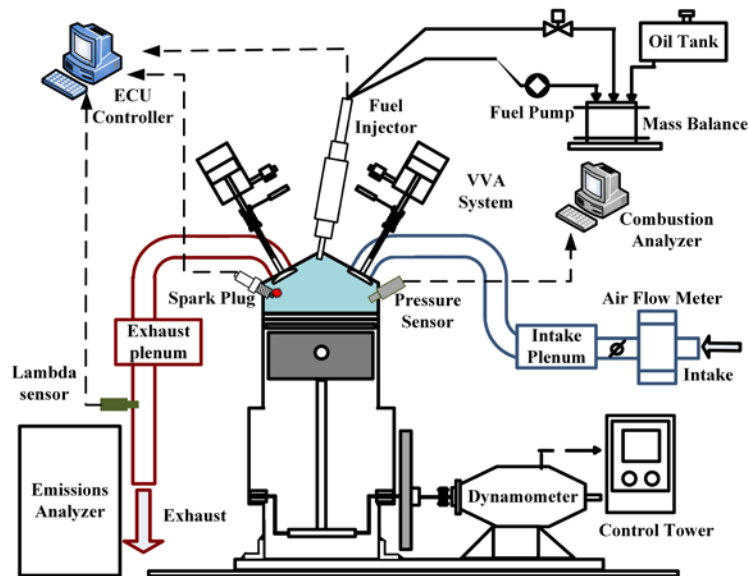 Oil Tank
ECU
Controller
Fuel
Injector
Fuel Pump
Mass Balance
VVA
System
Combustion
Analyzer
Spark Plug
Pressure
Sensor
Air Flow Meter
Exhaust
plenum
Intake
Plenum
Intake
Lambda
sensor
Emissions
Analyzer
Exhaust
Dynamometer
Control Tower